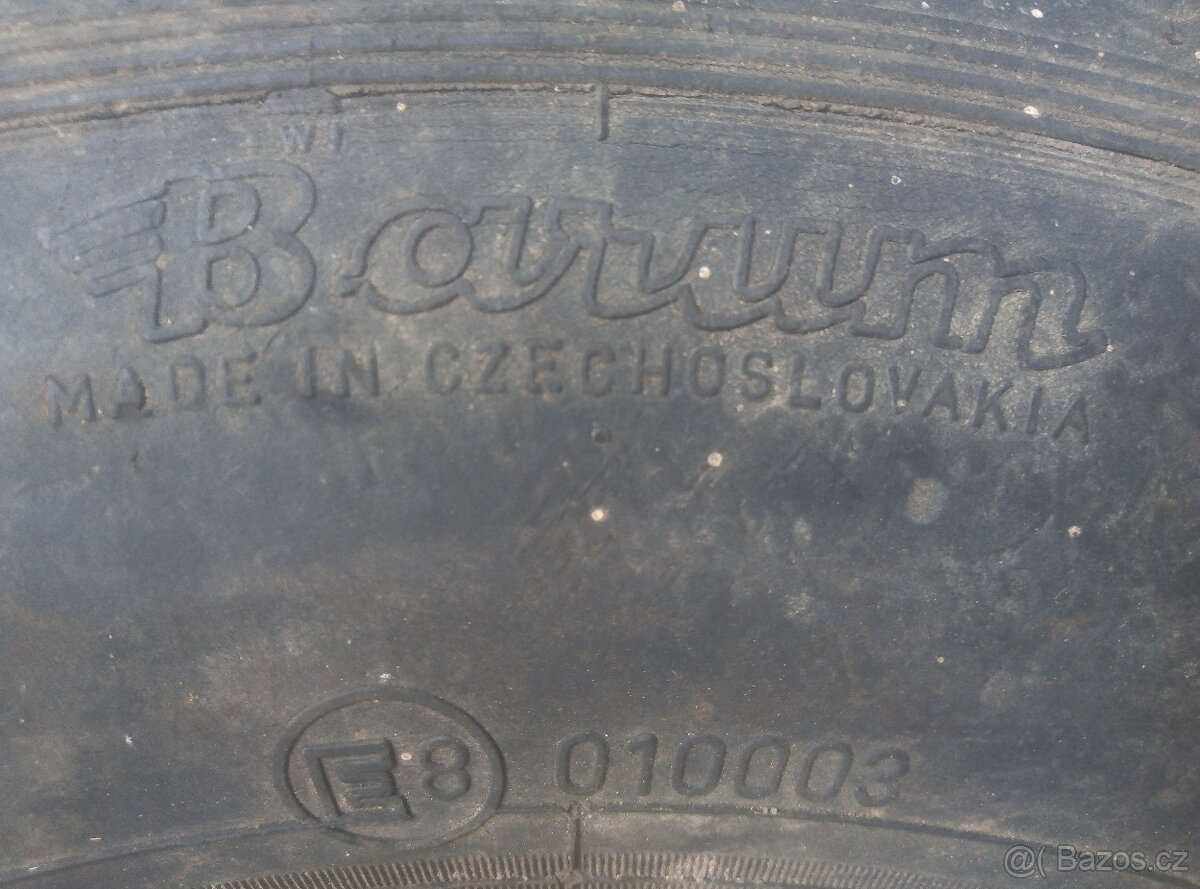 TWI
Barum
MADE IN CZECHOSLOVAKIA
E8 010003
@( Bazos.cz